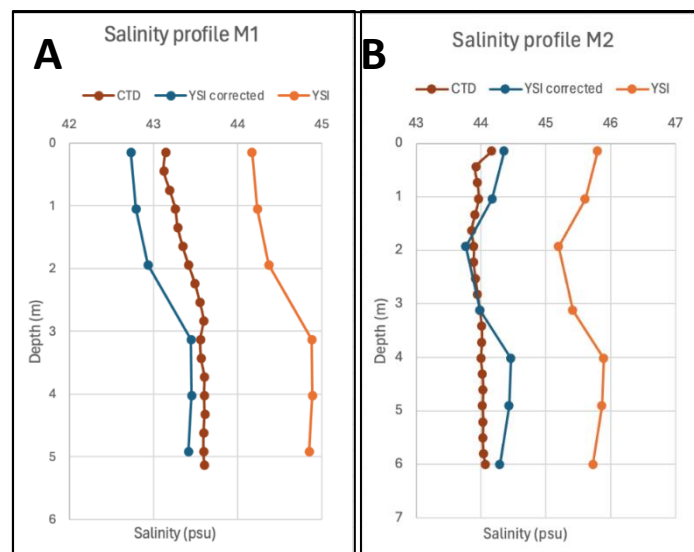 A
Salinity profile M1
CTD YSI corrected YSI
42 43 44 45
0
1
2
3
4
5
6
Depth (m)
Salinity (psu)
B
Salinity profile M2
CTD YSI corrected YSI
43 44 45 46 47
0
1
2
3
4
5
6
7
Depth (m)
Salinity (psu)